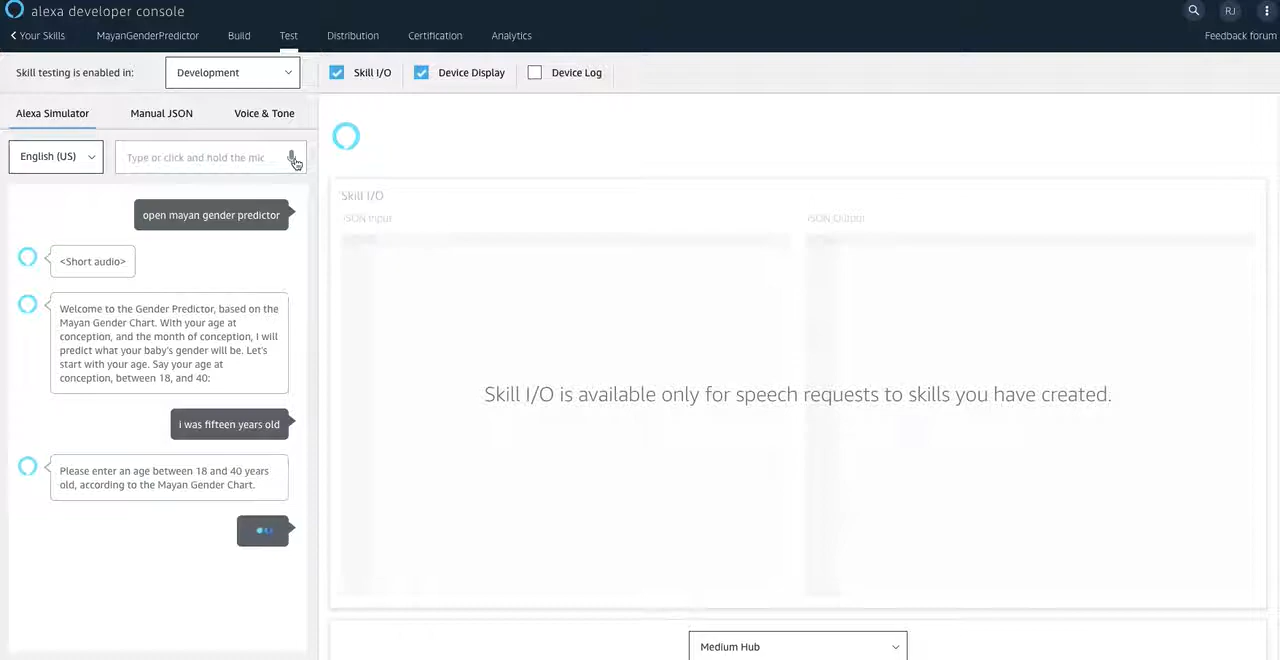 alexa developer console
RJ
Your Skills
MayanGenderPredictor
Build
Test
Distribution
Certification
Analytics
Feedback forum
Skill testing is enabled in:
Development
Skill I/O
Device Display
Device Log
Alexa Simulator
Manual JSON
Voice & Tone
English (US)
Type or click and hold the mic
open mayan gender predictor
<Short audio>
Welcome to the Gender Predictor, based on the
Mayan Gender Chart. With your age at
conception, and the month of conception, I will
predict what your baby's gender will be. Let's
start with your age. Say your age at
conception, between 18, and 40:
i was fifteen years old
Please enter an age between 18 and 40 years
old, according to the Mayan Gender Chart.
Skill I/O
JSON Input
JSON Output
Skill I/O is available only for speech requests to skills you have created.
Medium Hub